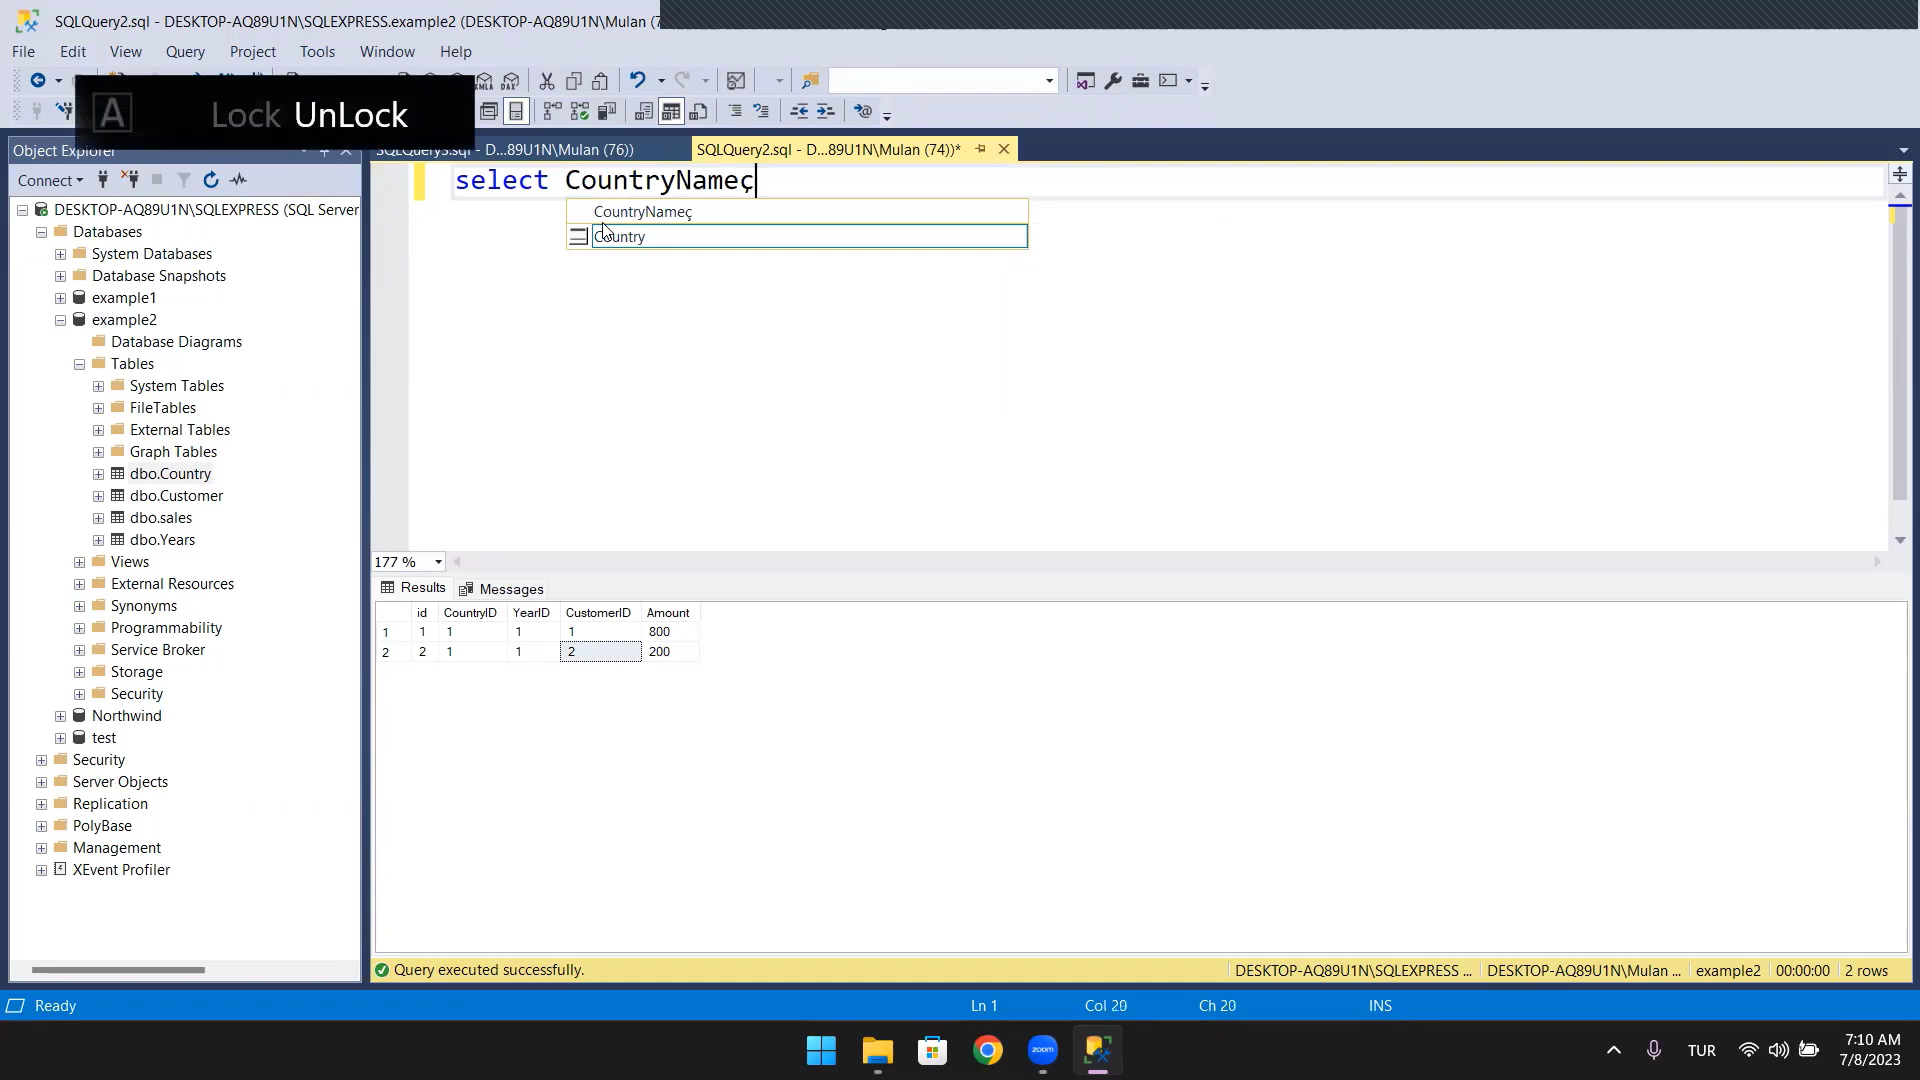 SQLQuery2.sql - DESKTOP-AQ89U1N\SQLEXPRESS.example2 (DESKTOP-AQ89U1N\Mulan (7
File Edit View Query Project Tools Window Help
XMLA DAX
A Lock UnLock
Object Explorer
SQLQuery3.sql - D...89U1N\Mulan (76))
SQLQuery2.sql - D...89U1N\Mulan (74))*
Connect
select CountryNameç
CountryNameç
Country
DESKTOP-AQ89U1N\SQLEXPRESS (SQL Server
Databases
System Databases
Database Snapshots
example1
example2
Database Diagrams
Tables
System Tables
FileTables
External Tables
Graph Tables
dbo.Country
dbo.Customer
dbo.sales
dbo.Years
Views
External Resources
Synonyms
Programmability
Service Broker
Storage
Security
Northwind
test
Security
Server Objects
Replication
PolyBase
Management
XEvent Profiler
177 %
Results Messages
id CountryID YearID CustomerID Amount
1 1 1 1 1 800
2 2 1 1 2 200
Query executed successfully.
DESKTOP-AQ89U1N\SQLEXPRESS ... DESKTOP-AQ89U1N\Mulan ... example2 00:00:00 2 rows
Ready Ln 1 Col 20 Ch 20 INS
zoom
TUR
7:10 AM
7/8/2023